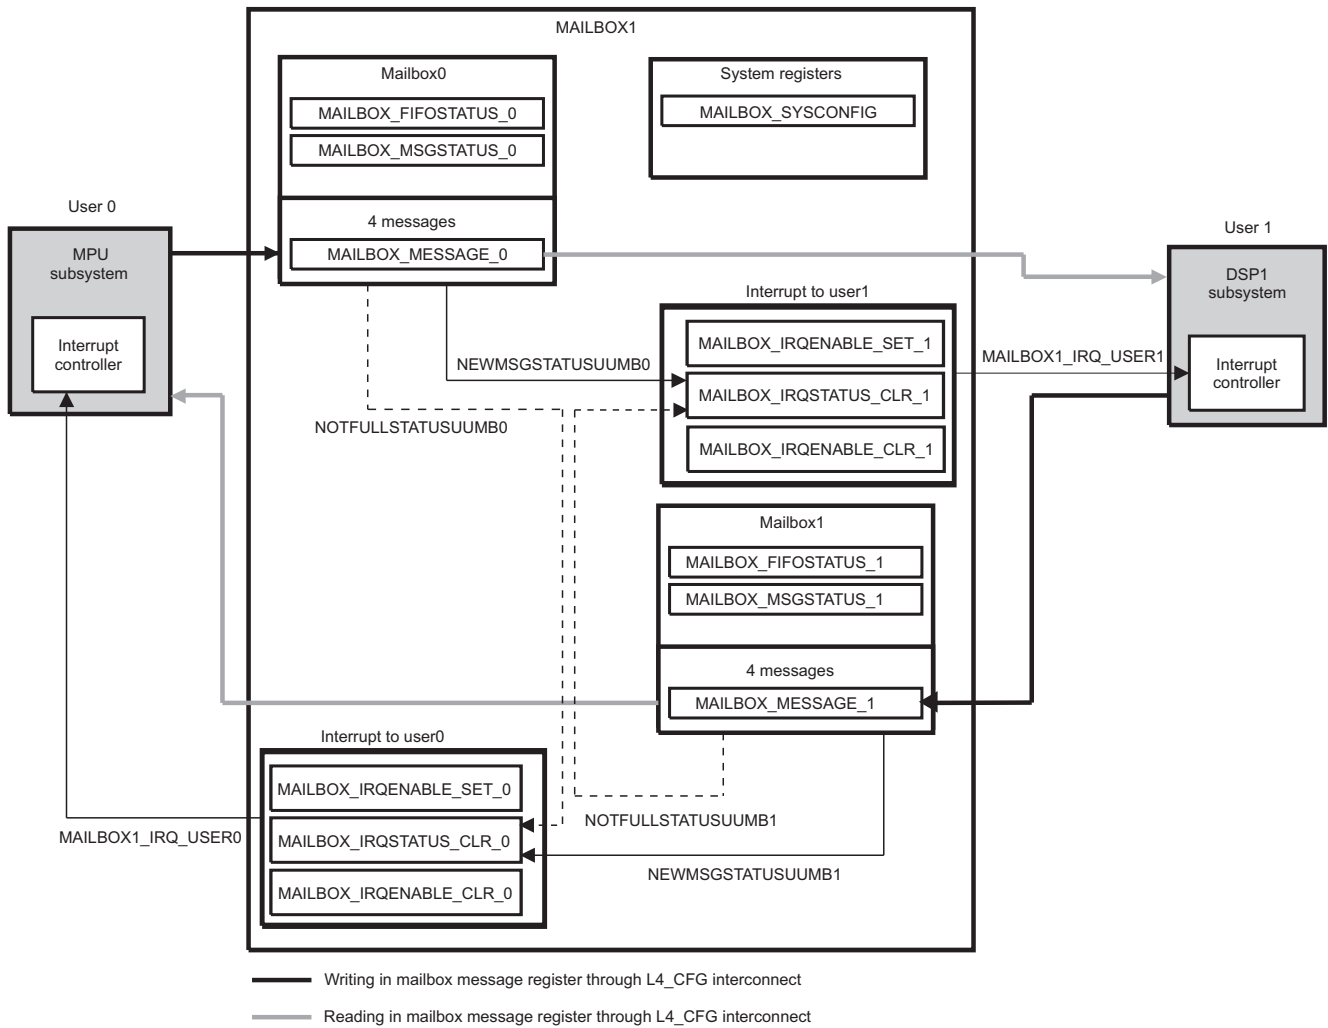 MAILBOX1
Mailbox0
MAILBOX_FIFOSTATUS_0
MAILBOX_MSGSTATUS_0
4 messages
MAILBOX_MESSAGE_0
System registers
MAILBOX_SYSCONFIG
User 0
MPU
subsystem
Interrupt
controller
User 1
DSP1
subsystem
Interrupt
controller
Interrupt to user1
MAILBOX_IRQENABLE_SET_1
MAILBOX_IRQSTATUS_CLR_1
MAILBOX_IRQENABLE_CLR_1
MAILBOX1_IRQ_USER1
NEWMSGSTATUSUUMB0
NOTFULLSTATUSUUMB0
Mailbox1
MAILBOX_FIFOSTATUS_1
MAILBOX_MSGSTATUS_1
4 messages
MAILBOX_MESSAGE_1
Interrupt to user0
MAILBOX_IRQENABLE_SET_0
MAILBOX_IRQSTATUS_CLR_0
MAILBOX_IRQENABLE_CLR_0
MAILBOX1_IRQ_USER0
NOTFULLSTATUSUUMB1
NEWMSGSTATUSUUMB1
Writing in mailbox message register through L4_CFG interconnect
Reading in mailbox message register through L4_CFG interconnect